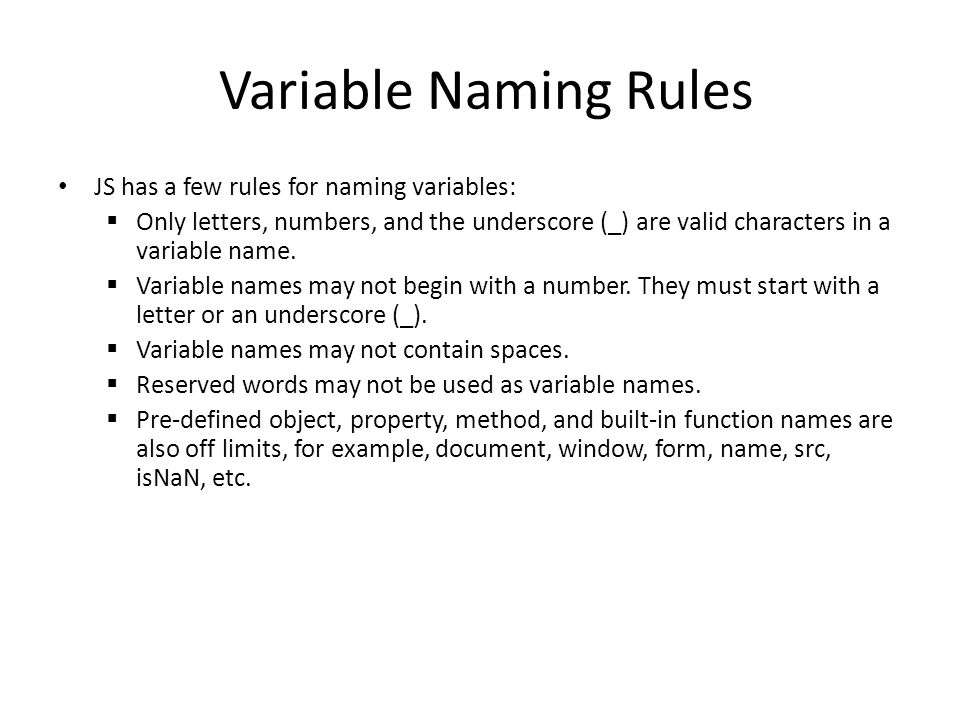 Variable Naming Rules
• JS has a few rules for naming variables:
▪ Only letters, numbers, and the underscore (_) are valid characters in a
variable name.
▪ Variable names may not begin with a number. They must start with a
letter or an underscore (_).
▪ Variable names may not contain spaces.
▪ Reserved words may not be used as variable names.
▪ Pre-defined object, property, method, and built-in function names are
also off limits, for example, document, window, form, name, src,
isNaN, etc.